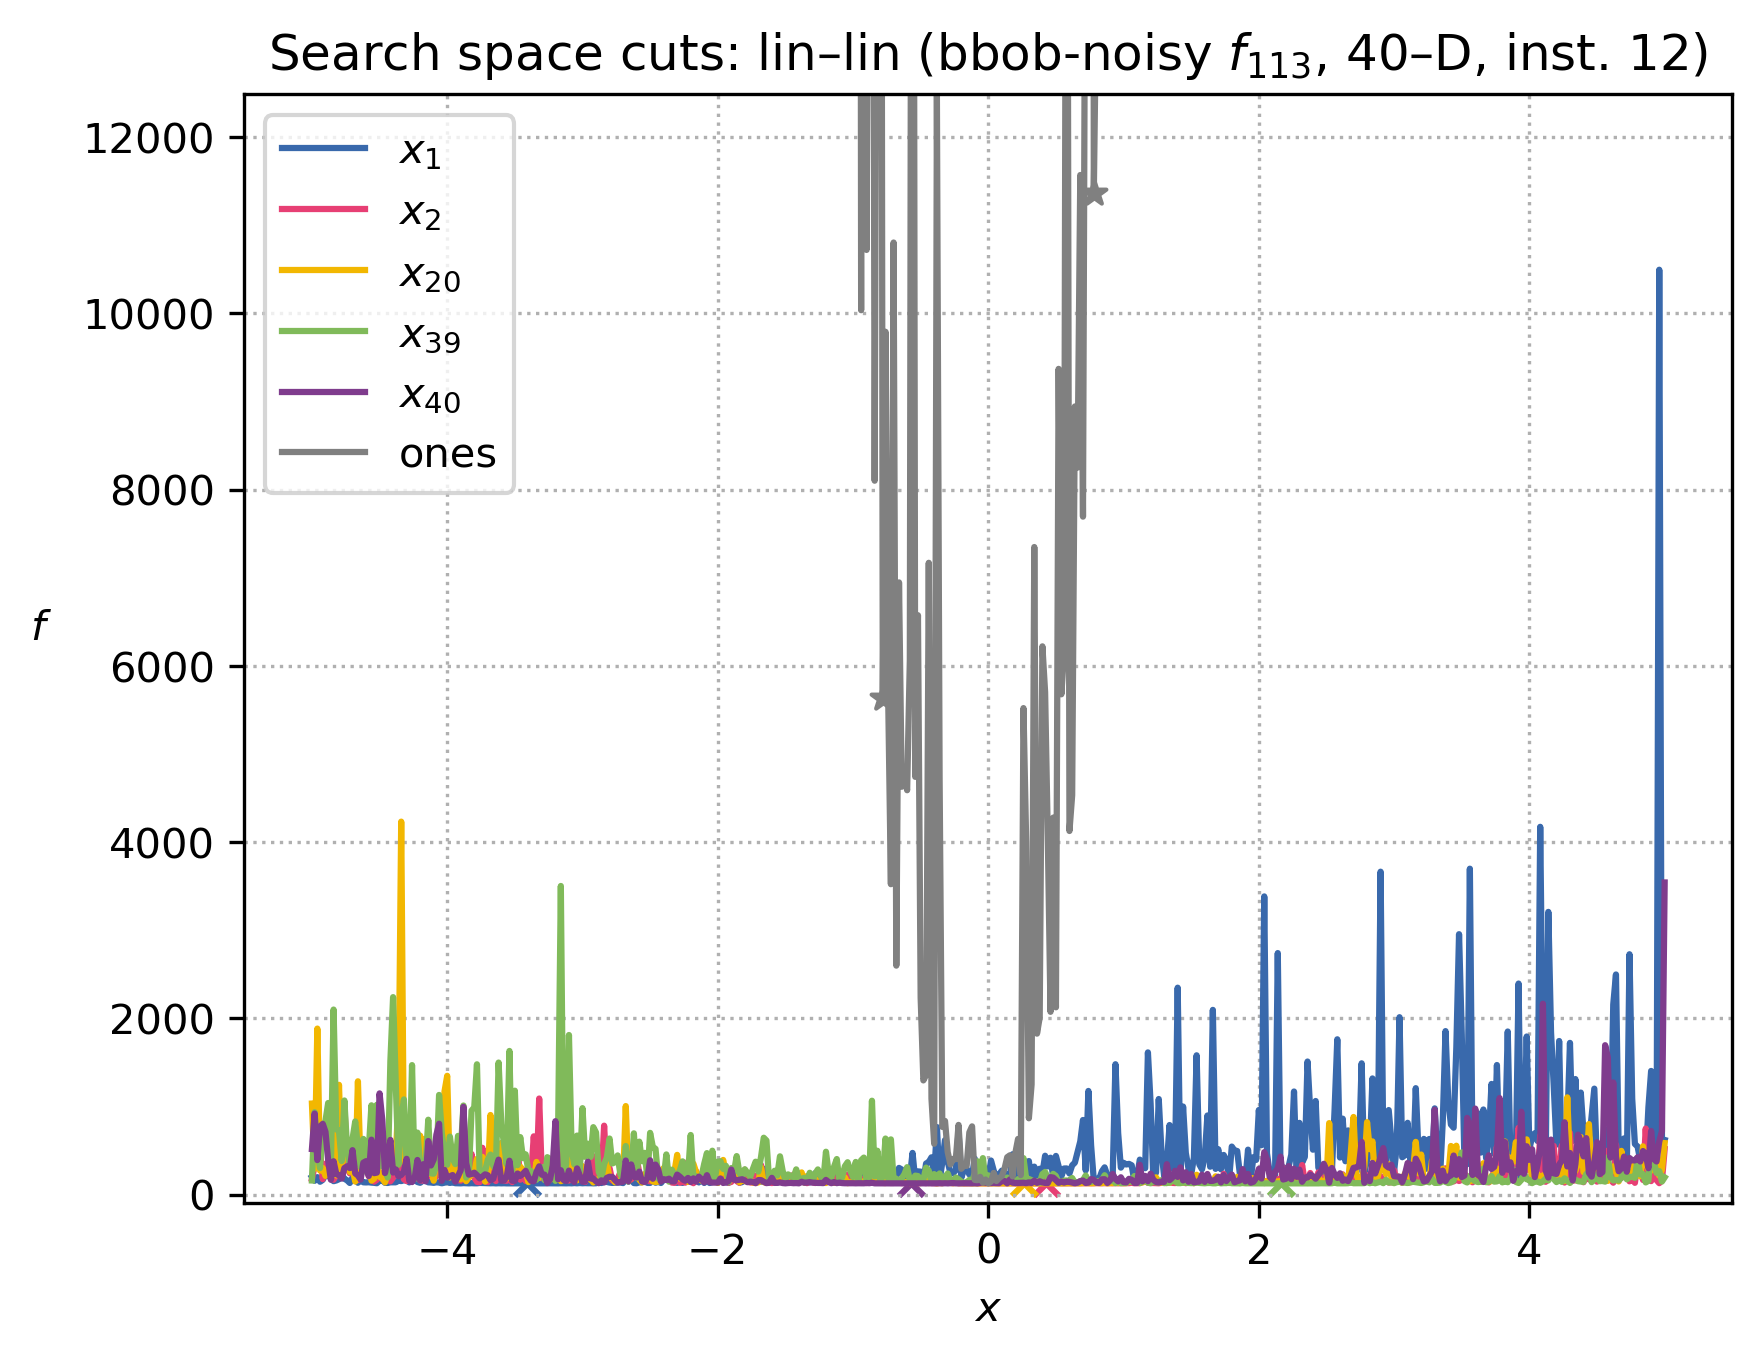 Search space cuts: lin–lin (bbob-noisy f₁₁₃, 40–D, inst. 12)
12000
10000
8000
6000
4000
2000
0
f
x₁
x₂
x₂₀
x₃₉
x₄₀
ones
−4 −2 0 2 4
x